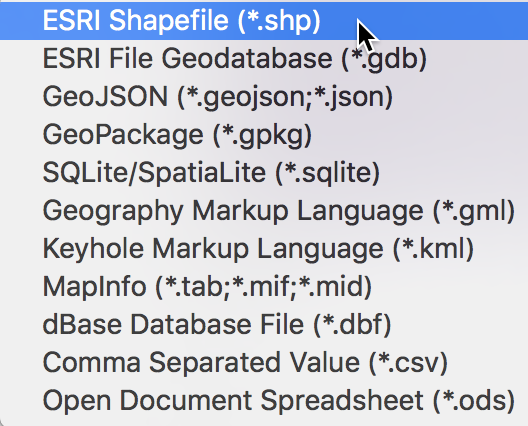 ESRI Shapefile (*.shp)
ESRI File Geodatabase (*.gdb)
GeoJSON (*.geojson;*.json)
GeoPackage (*.gpkg)
SQLite/SpatiaLite (*.sqlite)
Geography Markup Language (*.gml)
Keyhole Markup Language (*.kml)
MapInfo (*.tab;*.mif;*.mid)
dBase Database File (*.dbf)
Comma Separated Value (*.csv)
Open Document Spreadsheet (*.ods)